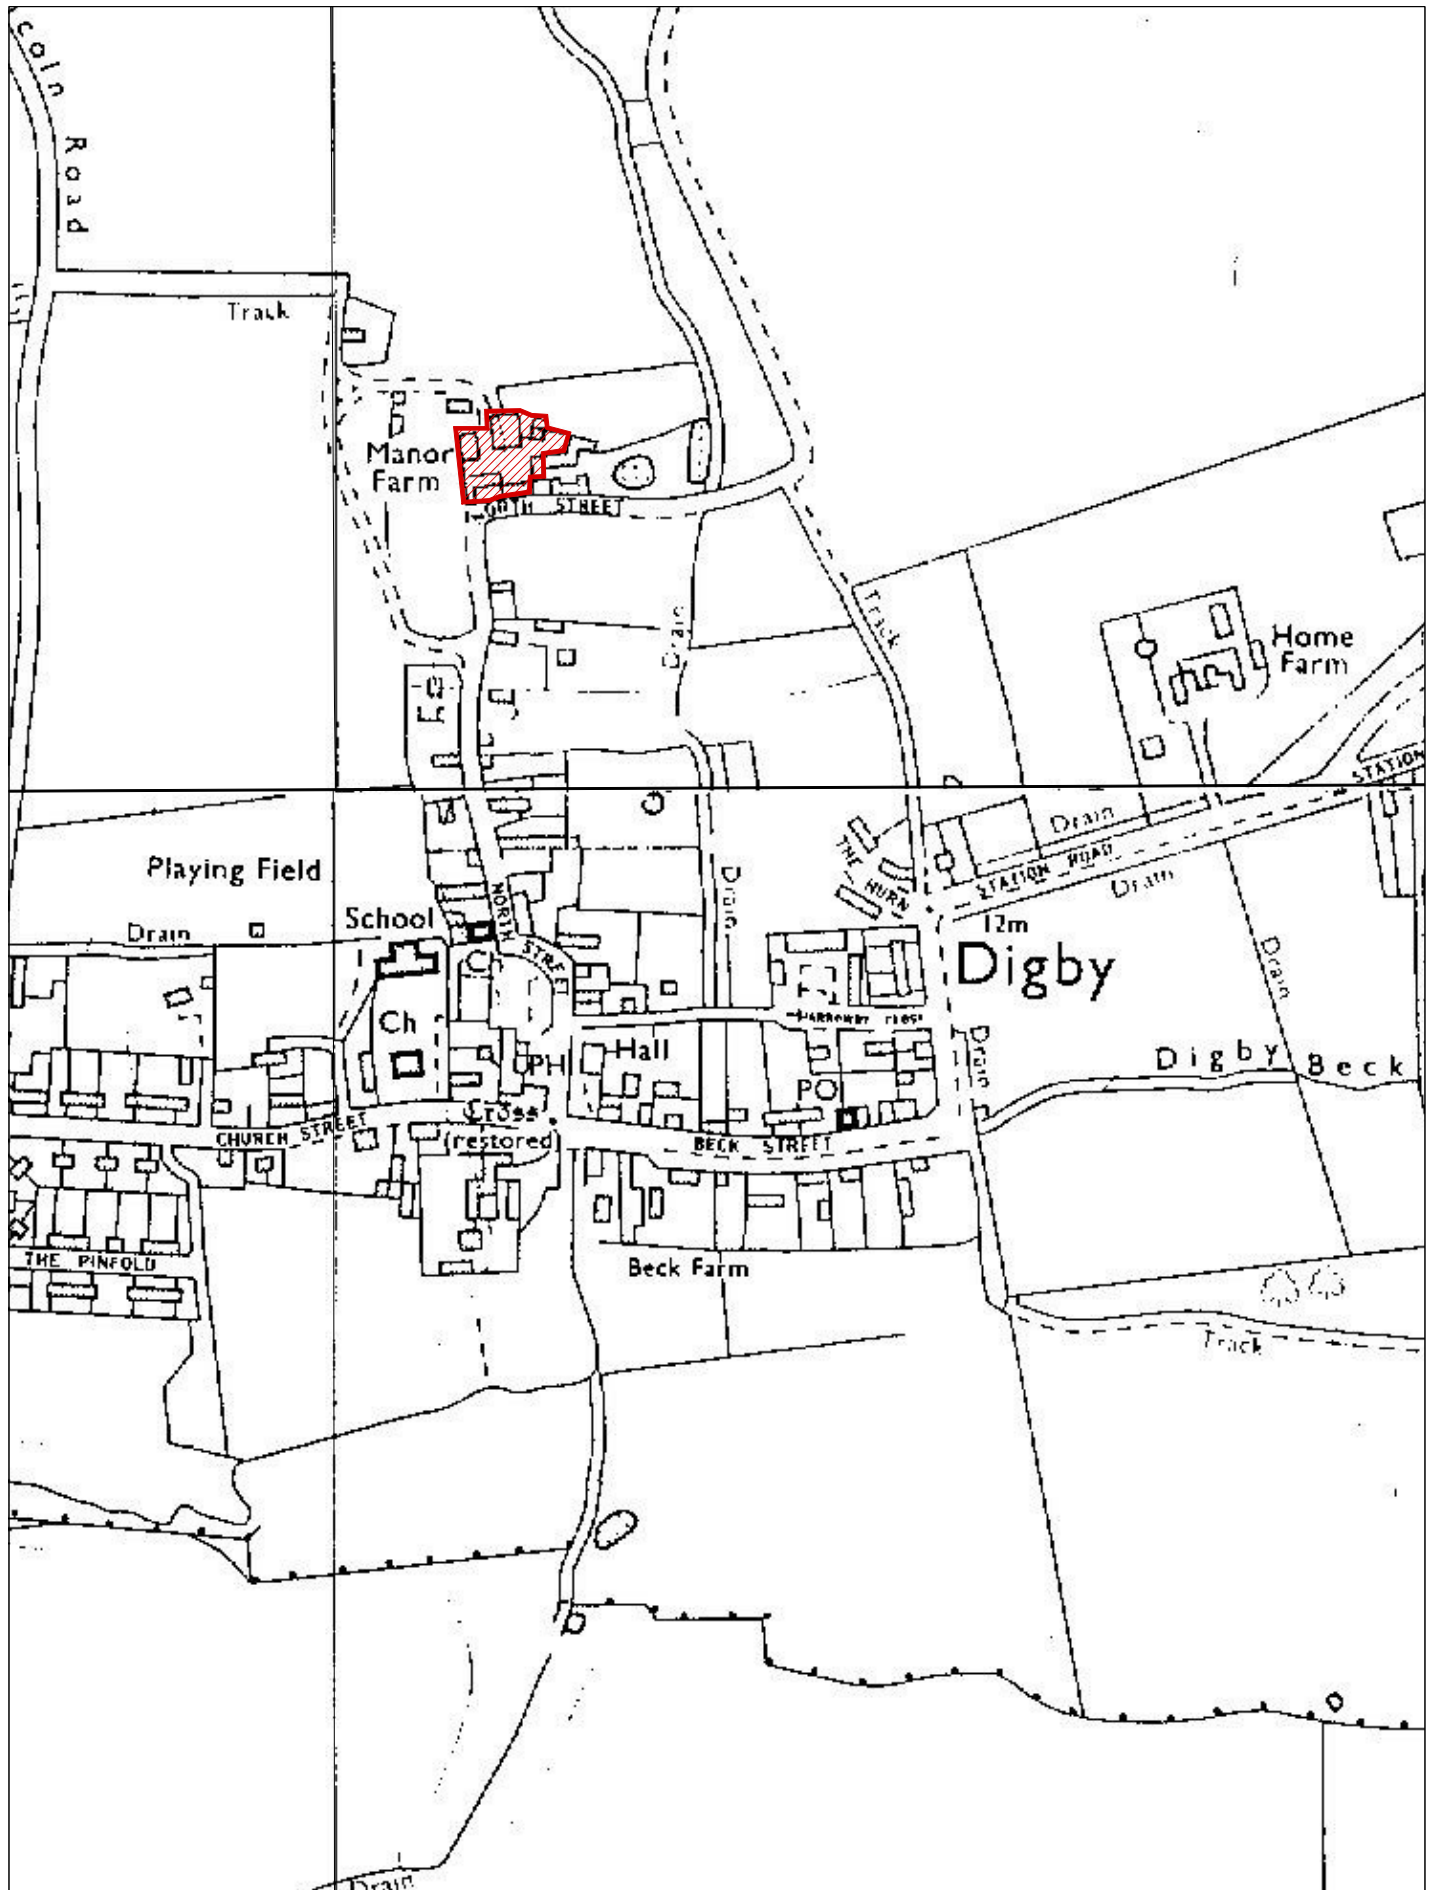 coln Road
Track
Manor
Farm
ORTH STREET
Track
Drain
Home
Farm
STATION
Drain
Playing Field
THE HURN
STATION ROAD
Drain
School
NORTH STREET
Drain
Drain
12m
Digby
Drain
C
Ch
Hall
Drain
PH
Digby Beck
PO
Cross
(restored
CHURCH STREET
BECK STREET
THE PINFOLD
Beck Farm
Track
Drain